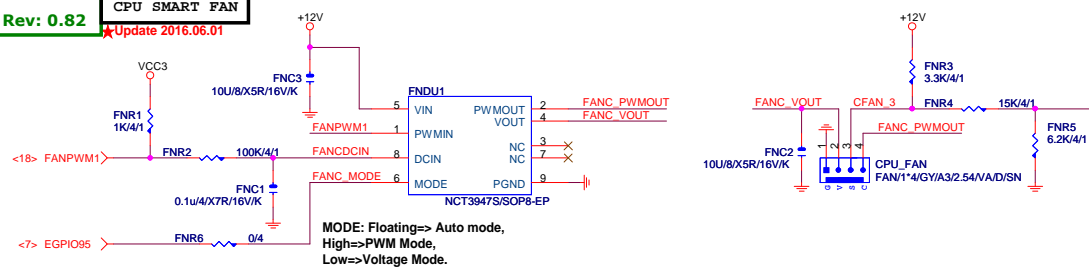 CPU SMART FAN
Rev: 0.82
★Update 2016.06.01
+12V
VCC3
FNC3
10U/8/X5R/16V/K
FNR1
1K/4/1
FANPWM1
<18> FANPWM1
FNR2
100K/4/1
FANCDCIN
FNC1
0.1u/4/X7R/16V/K
FANC_MODE
<7> EGPIO95
FNR6
0/4
FNDU1
5
VIN
1
PWMIN
8
DCIN
6
MODE
PWMOUT
2
FANC_PWMOUT
VOUT
4
FANC_VOUT
NC
3
NC
7
PGND
9
NCT3947S/SOP8-EP
MODE: Floating=> Auto mode,
High=>PWM Mode,
Low=>Voltage Mode.
+12V
FNR3
3.3K/4/1
FANC_VOUT
CFAN_3
FNR4
15K/4/1
FNR5
6.2K/4/1
FANC_PWMOUT
FNC2
10U/8/X5R/16V/K
1
2
3
4
G
V
S
C
CPU_FAN
FAN/1*4/GY/A3/2.54/VA/D/SN